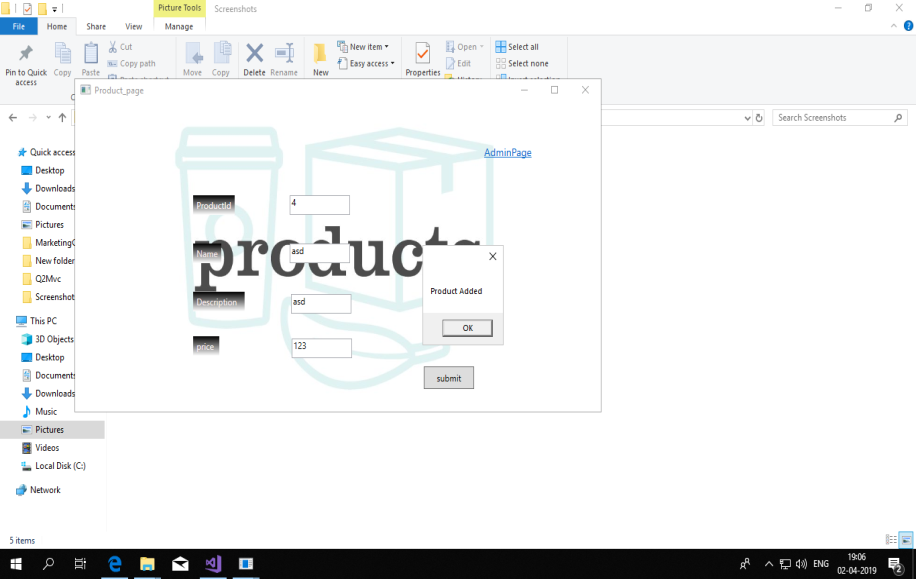 Picture Tools
Screenshots
File
Home
Share
View
Manage
Pin to Quick access
Copy
Paste
Cut
Copy path
Move
Copy
Delete
Rename
New
New item
Easy access
Properties
Open
Edit
Select all
Select none
Product_page
Search Screenshots
AdminPage
products
ProductId
4
Name
asd
Description
asd
price
123
Product Added
OK
submit
Quick access
Desktop
Downloads
Documents
Pictures
New folder
Q2Mvc
Screenshot
This PC
3D Objects
Desktop
Documents
Downloads
Music
Pictures
Videos
Local Disk (C:)
Network
5 items
ENG
19:06
02-04-2019
2